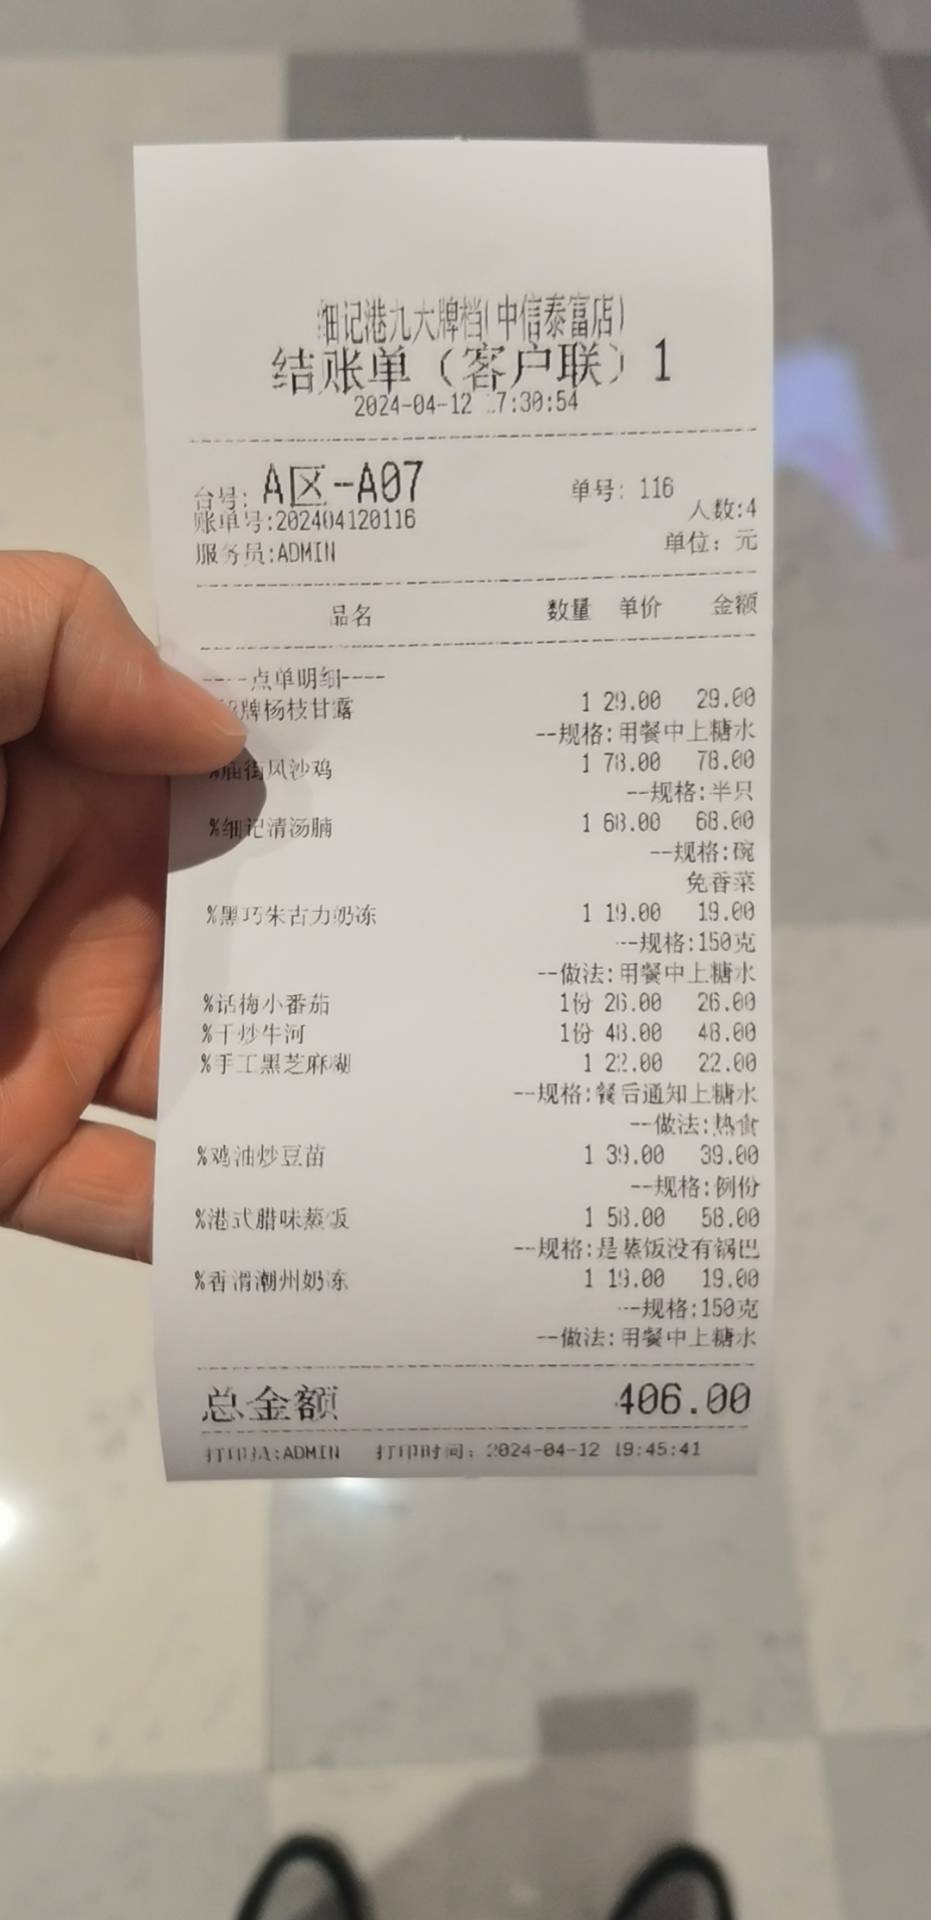 细记港九大牌档(中信泰富店)
结账单（客户联）1
2024-04-12 17:30:54
台号: A区-A07 单号: 116
账单号:202404120116 人数:4
服务员:ADMIN 单位: 元
品名 数量 单价 金额
----点单明细----
牌杨枝甘露 1 29.00 29.00
--规格:用餐中上糖水
%庙街风沙鸡 1 78.00 78.00
--规格:半只
%细记清汤腩 1 68.00 68.00
--规格:碗
免香菜
%黑巧朱古力奶冻 1 19.00 19.00
--规格:150克
--做法:用餐中上糖水
%话梅小番茄 1份 26.00 26.00
%干炒牛河 1份 48.00 48.00
%手工黑芝麻糊 1 22.00 22.00
--规格:餐后通知上糖水
--做法:热食
%鸡油炒豆苗 1 39.00 39.00
--规格:例份
%港式腊味蒸饭 1 58.00 58.00
--规格:是蒸饭没有锅巴
%香滑潮州奶冻 1 19.00 19.00
--规格:150克
--做法:用餐中上糖水
总金额 406.00
打印人:ADMIN 打印时间: 2024-04-12 19:45:41